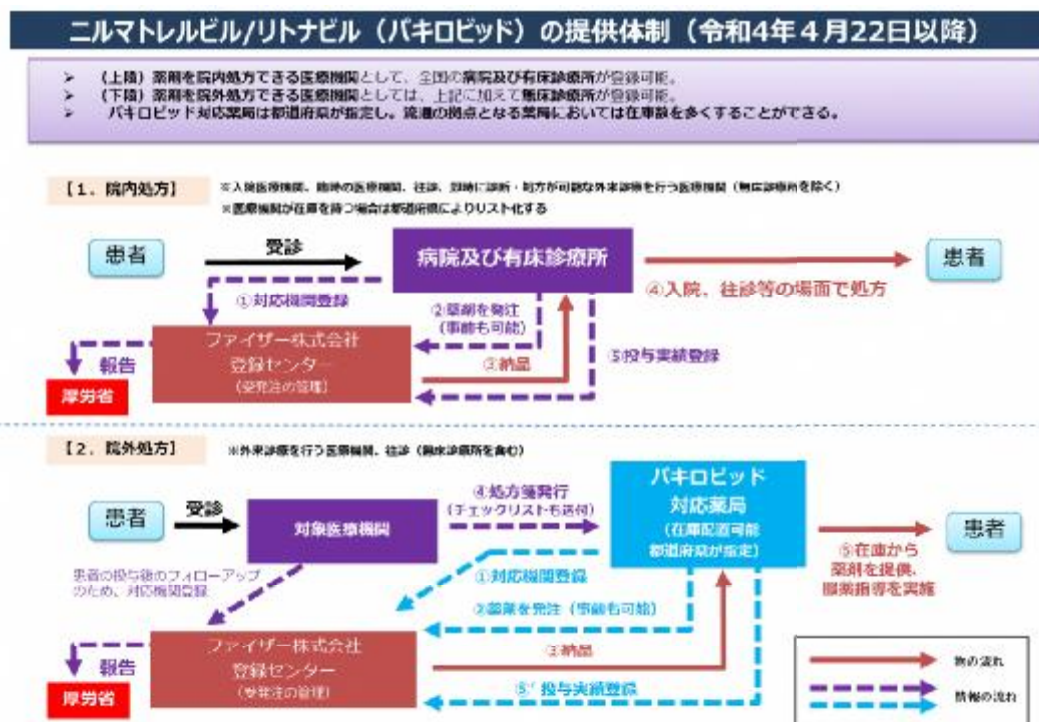 ニルマトレルビル/リトナビル（パキロビッド）の提供体制（令和4年４月22日以降）
➢ （上段）薬剤を院内処方できる医療機関として、全国の病院及び有床診療所が登録可能。
➢ （下段）薬剤を院外処方できる医療機関としては、上記に加えて無床診療所が登録可能。
➢ パキロビッド対応薬局は都道府県が指定し。流通の拠点となる薬局においては在庫数を多くすることができる。
【1．院内処方】
※入院医療機関、臨時の医療機関、往診、即時に診断・処方が可能な外来診療を行う医療機関（無床診療所を除く）
※医療機関が在庫を持つ場合は都道府県によりリスト化する
患者
受診
病院及び有床診療所
患者
④入院、往診等の場面で処方
①対応機関登録
②薬剤を発注
（事前も可能）
ファイザー株式会社
登録センター
（受発注の管理）
③納品
⑤投与実績登録
報告
厚労省
【2．院外処方】
※外来診療を行う医療機関、往診（無床診療所を含む）
患者
受診
対象医療機関
④処方箋発行
（チェックリストも送付）
パキロビッド
対応薬局
（在庫配置可能
都道府県が指定）
患者
⑤在庫から
薬剤を提供、
服薬指導を実施
患者の投与後のフォローアップ
のため、対応機関登録
①対応機関登録
②薬剤を発注（事前も可能）
ファイザー株式会社
登録センター
（受発注の管理）
③納品
⑤’投与実績登録
報告
厚労省
物の流れ
情報の流れ